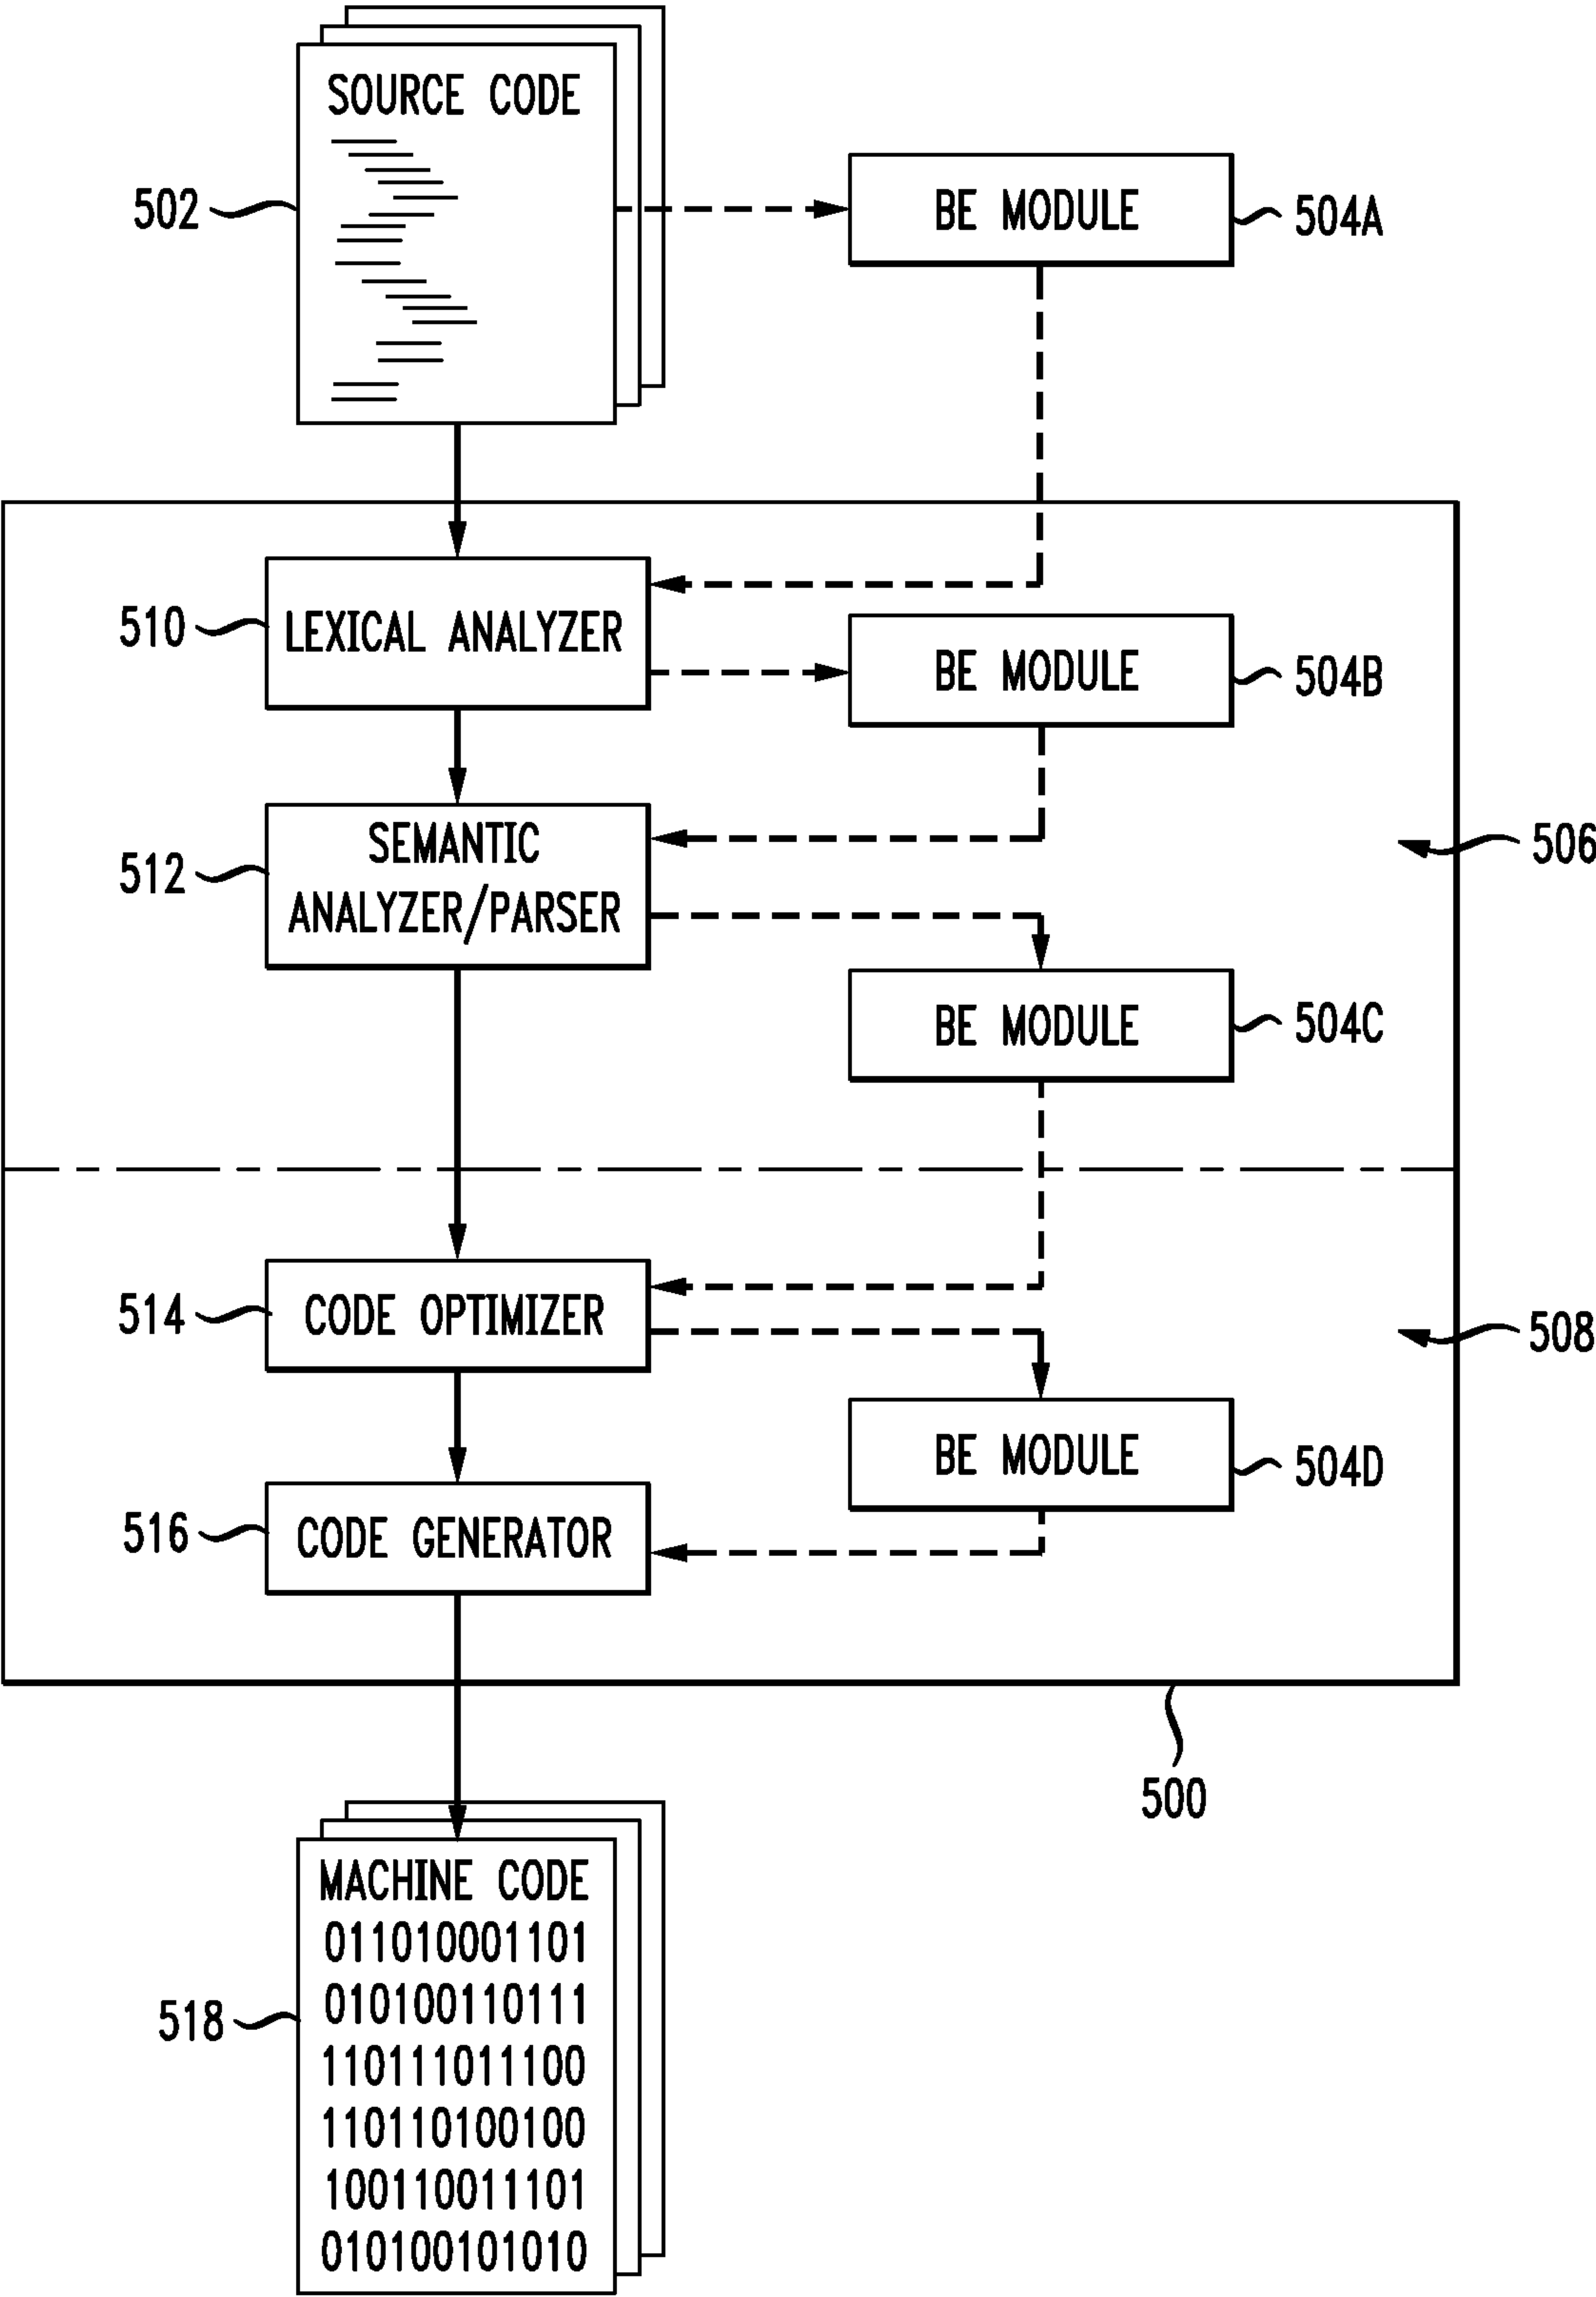 SOURCE CODE
502
BE MODULE
504A
510
LEXICAL ANALYZER
BE MODULE
504B
512
SEMANTIC
ANALYZER/PARSER
506
BE MODULE
504C
514
CODE OPTIMIZER
508
BE MODULE
504D
516
CODE GENERATOR
500
MACHINE CODE
011010001101
010100110111
518
110111011100
110110100100
100110011101
010100101010